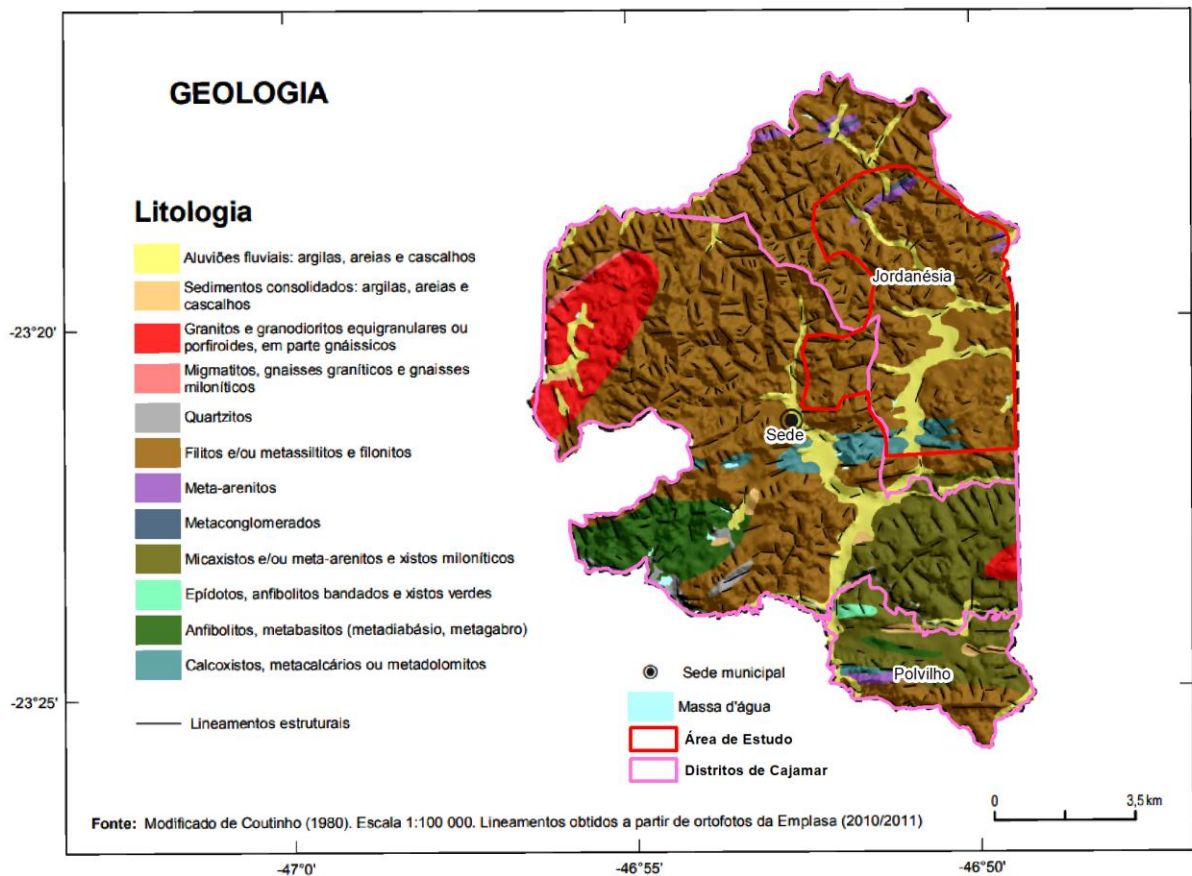 GEOLOGIA
Litologia
Aluviões fluviais: argilas, areias e cascalhos
Sedimentos consolidados: argilas, areias e
cascalhos
Granitos e granodioritos equigranulares ou
porfiroides, em parte gnáissicos
Migmatitos, gnaisses graníticos e gnaisses
miloníticos
Quartzitos
Filitos e/ou metassiltitos e filonitos
Meta-arenitos
Metaconglomerados
Micaxistos e/ou meta-arenitos e xistos miloníticos
Epídotos, anfibolitos bandados e xistos verdes
Anfibolitos, metabasitos (metadiabásio, metagabro)
Calcoxistos, metacalcários ou metadolomitos
Lineamentos estruturais
Jordanésia
Sede
Polvilho
Sede municipal
Massa d'água
Área de Estudo
Distritos de Cajamar
0 3,5 km
Fonte: Modificado de Coutinho (1980). Escala 1:100 000. Lineamentos obtidos a partir de ortofotos da Emplasa (2010/2011)
-23°20'
-23°25'
-47°0' -46°55' -46°50'